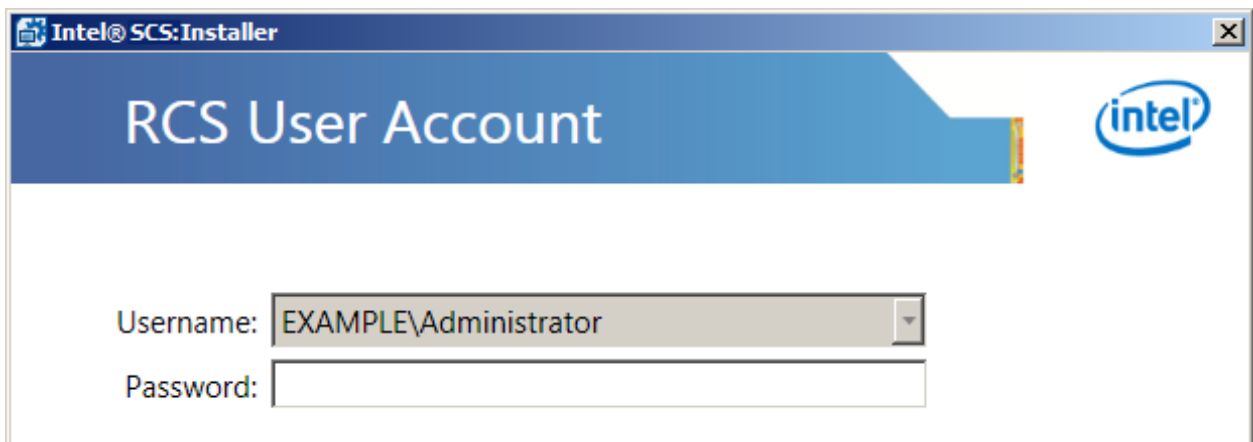 Intel® SCS:Installer
RCS User Account
intel®
Username: EXAMPLE\Administrator
Password: